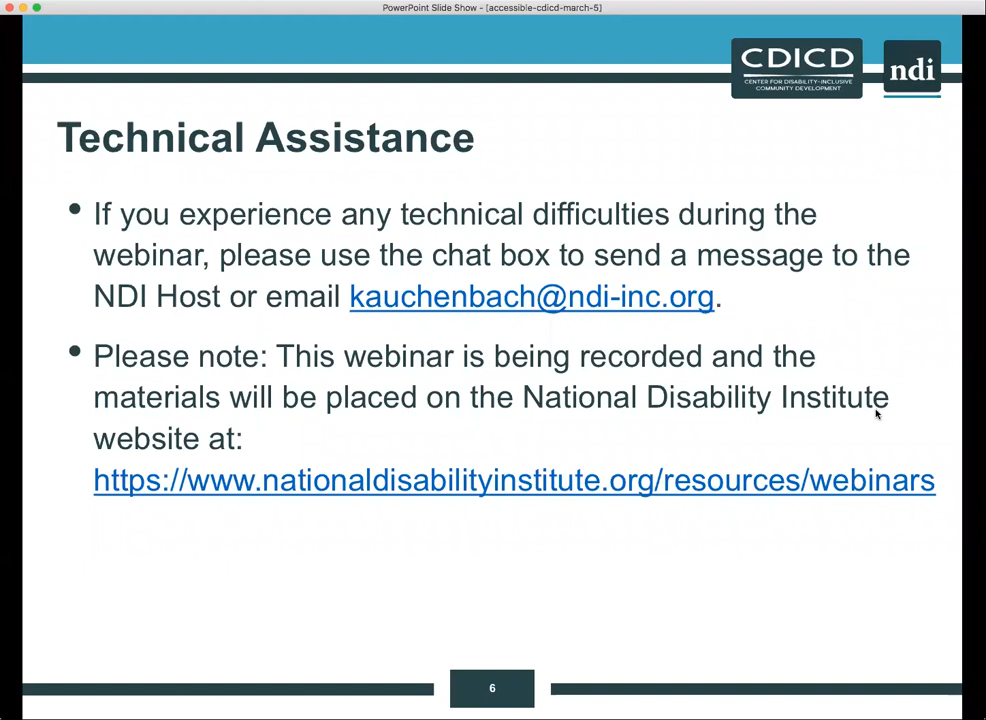 PowerPoint Slide Show - [accessible-cdicd-march-5]
CDICD
CENTER FOR DISABILITY-INCLUSIVE
COMMUNITY DEVELOPMENT
ndi
Technical Assistance
• If you experience any technical difficulties during the
webinar, please use the chat box to send a message to the
NDI Host or email kauchenbach@ndi-inc.org.
• Please note: This webinar is being recorded and the
materials will be placed on the National Disability Institute
website at:
https://www.nationaldisabilityinstitute.org/resources/webinars
6